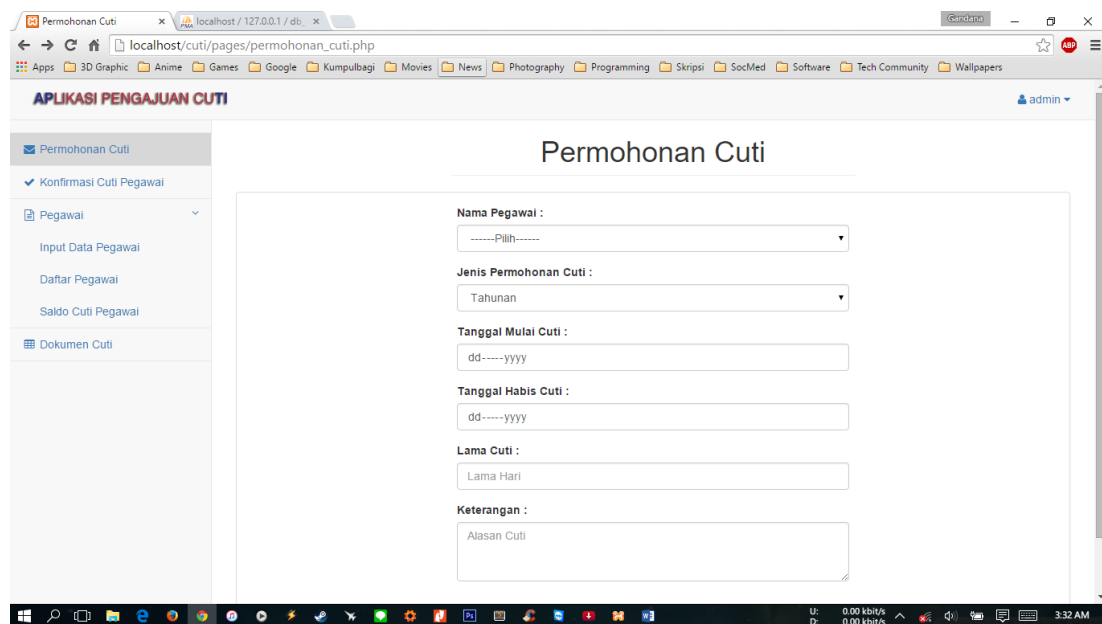 Permohonan Cuti
localhost / 127.0.0.1 / db_
Gandana
localhost/cuti/pages/permohonan_cuti.php
ABP
Apps 3D Graphic Anime Games Google Kumpulbagi Movies News Photography Programming Skripsi SocMed Software Tech Community Wallpapers
APLIKASI PENGAJUAN CUTI
admin
Permohonan Cuti
Konfirmasi Cuti Pegawai
Pegawai
Input Data Pegawai
Daftar Pegawai
Saldo Cuti Pegawai
Dokumen Cuti
Permohonan Cuti
Nama Pegawai :
------Pilih------
Jenis Permohonan Cuti :
Tahunan
Tanggal Mulai Cuti :
dd-----yyyy
Tanggal Habis Cuti :
dd-----yyyy
Lama Cuti :
Lama Hari
Keterangan :
Alasan Cuti
U: 0.00 kbit/s
D: 0.00 kbit/s
3:32 AM